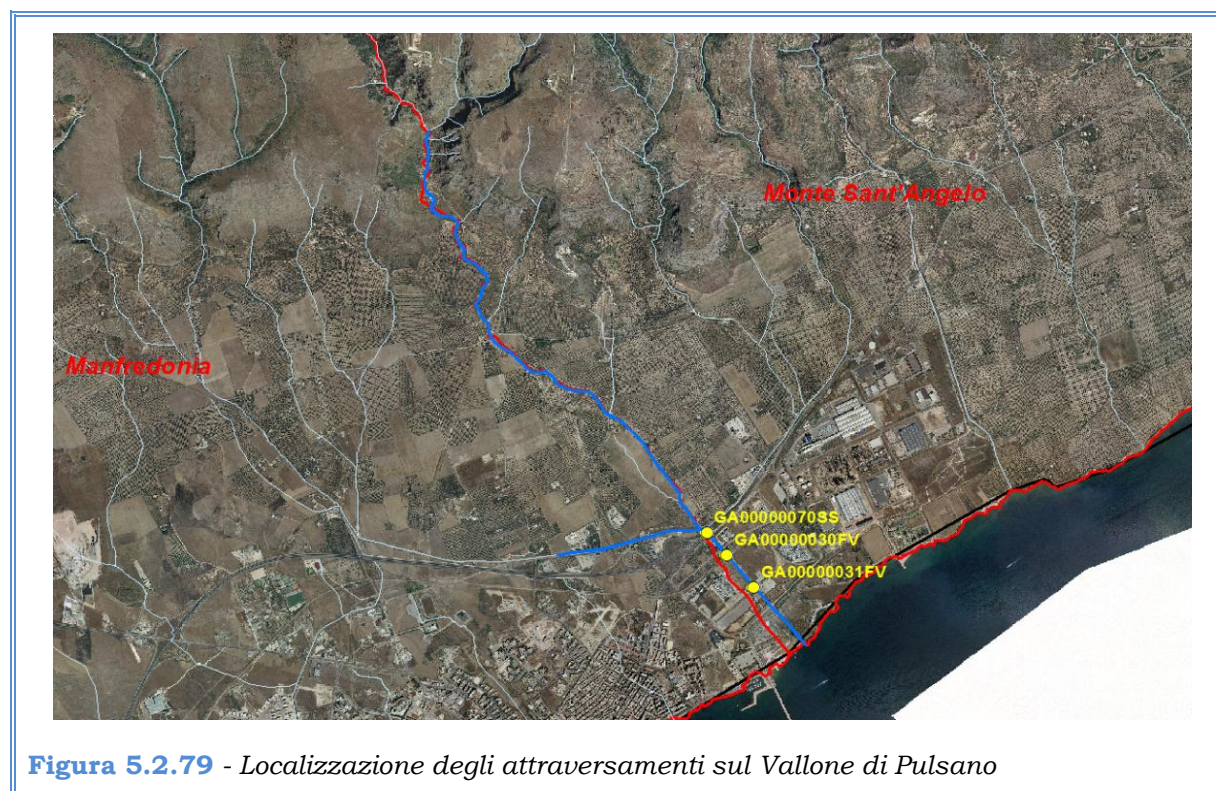 Monte Sant'Angelo
Manfredonia
GA00000070SS
GA00000030FV
GA00000031FV
Figura 5.2.79 - Localizzazione degli attraversamenti sul Vallone di Pulsano